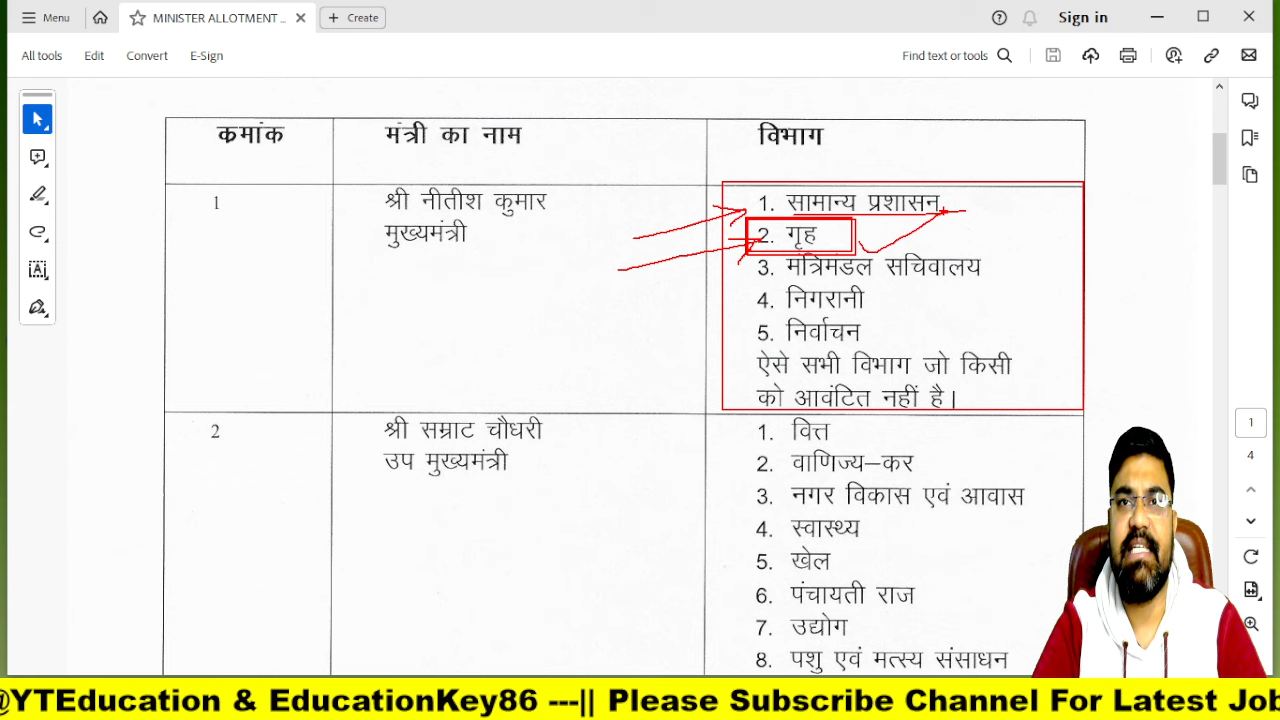 Menu
MINISTER ALLOTMENT ...
Create
Sign in
All tools
Edit
Convert
E-Sign
Find text or tools
क्रमांक
मंत्री का नाम
विभाग
1
श्री नीतीश कुमार
मुख्यमंत्री
1. सामान्य प्रशासन
2. गृह
3. मंत्रिमंडल सचिवालय
4. निगरानी
5. निर्वाचन
ऐसे सभी विभाग जो किसी
को आवंटित नहीं है।
2
श्री सम्राट चौधरी
उप मुख्यमंत्री
1. वित्त
2. वाणिज्य–कर
3. नगर विकास एवं आवास
4. स्वास्थ्य
5. खेल
6. पंचायती राज
7. उद्योग
8. पशु एवं मत्स्य संसाधन
1
4
@YTEducation & EducationKey86 ---|| Please Subscribe Channel For Latest Job